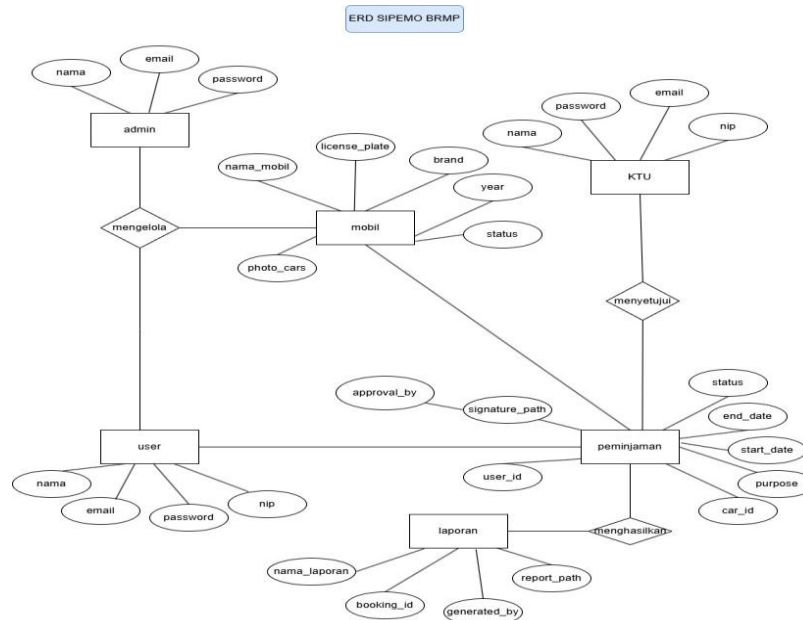 ERD SIPEMO BRMP
nama
email
password
admin
nama
password
email
nip
KTU
nama_mobil
license_plate
brand
year
status
mobil
photo_cars
mengelola
menyetujui
approval_by
signature_path
status
end_date
start_date
purpose
car_id
user_id
peminjaman
user
nama
email
password
nip
menghasilkan
laporan
nama_laporan
booking_id
generated_by
report_path